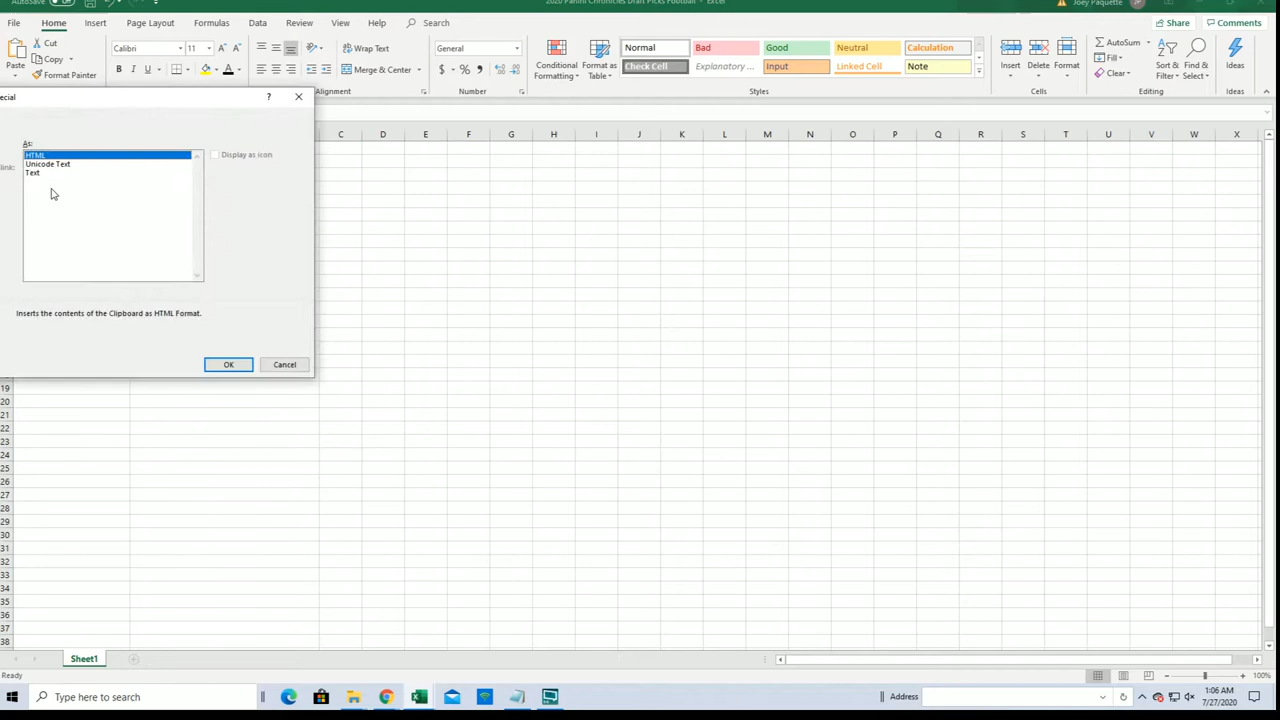 AutoSave Off 2020 Panini Chronicles Draft Picks Football - Excel Joey Paquette JP
File Home Insert Page Layout Formulas Data Review View Help Search Share Comments
Cut
Copy
Format Painter
Paste
Calibri 11
Wrap Text
Merge & Center
General
Conditional Formatting
Format as Table
Normal Bad Good Neutral Calculation
Check Cell Explanatory ... Input Linked Cell Note
Insert Delete Format
AutoSum
Fill
Clear
Sort & Filter
Find & Select
Ideas
Alignment Number Styles Cells Editing Ideas
ecial ?
As:
HTML
Unicode Text
Text
link:
Display as icon
Inserts the contents of the Clipboard as HTML Format.
OK Cancel
C D E F G H I J K L M N O P Q R S T U V W X
19
20
21
22
23
24
25
26
27
28
29
30
31
32
33
34
35
36
37
38
Sheet1
Ready 100%
Type here to search Address 1:06 AM
7/27/2020